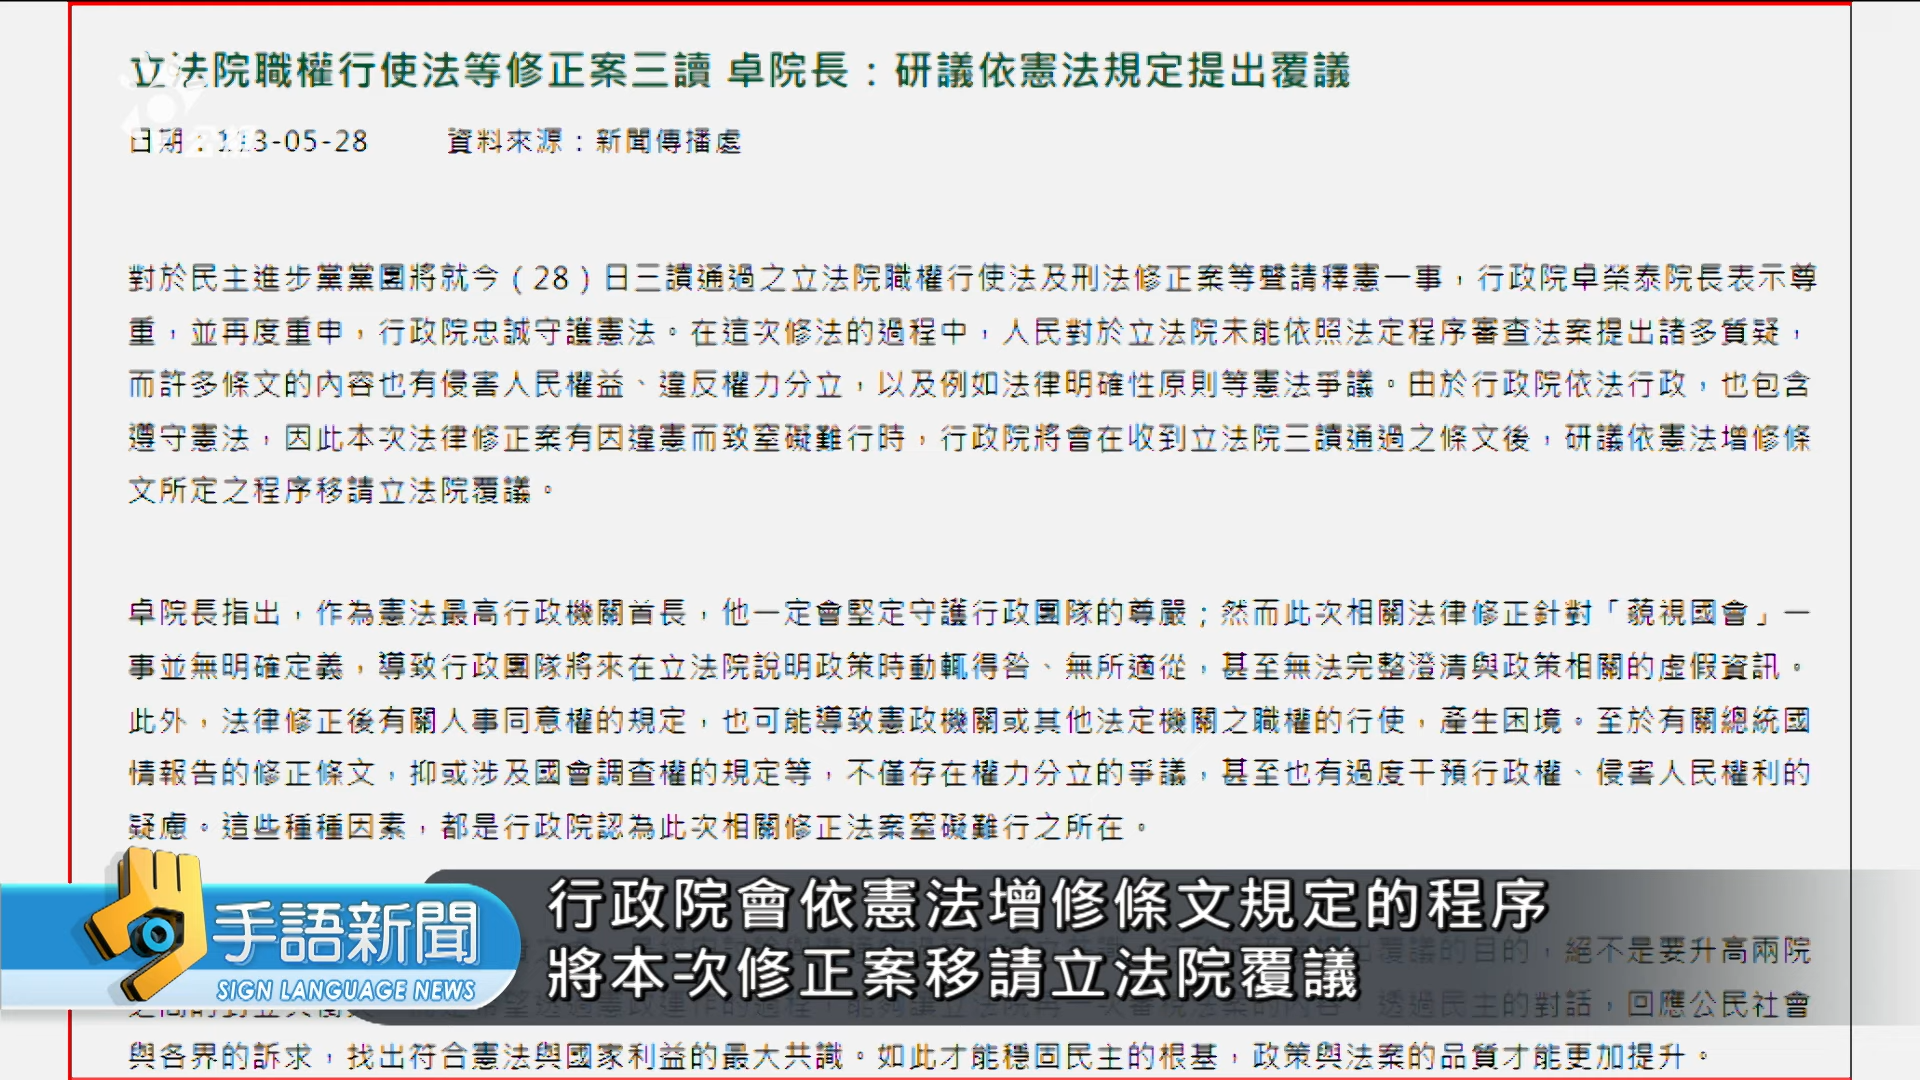 立法院職權行使法等修正案三讀 卓院長：研議依憲法規定提出覆議
日期：113-05-28 資料來源：新聞傳播處
公視
對於民主進步黨黨團將就今（28）日三讀通過之立法院職權行使法及刑法修正案等聲請釋憲一事，行政院卓榮泰院長表示尊
重，並再度重申，行政院忠誠守護憲法。在這次修法的過程中，人民對於立法院未能依照法定程序審查法案提出諸多質疑，
而許多條文的內容也有侵害人民權益、違反權力分立，以及例如法律明確性原則等憲法爭議。由於行政院依法行政，也包含
遵守憲法，因此本次法律修正案有因違憲而致窒礙難行時，行政院將會在收到立法院三讀通過之條文後，研議依憲法增修條
文所定之程序移請立法院覆議。
卓院長指出，作為憲法最高行政機關首長，他一定會堅定守護行政團隊的尊嚴；然而此次相關法律修正針對「藐視國會」一
事並無明確定義，導致行政團隊將來在立法院說明政策時動輒得咎、無所適從，甚至無法完整澄清與政策相關的虛假資訊。
此外，法律修正後有關人事同意權的規定，也可能導致憲政機關或其他法定機關之職權的行使，產生困境。至於有關總統國
情報告的修正條文，抑或涉及國會調查權的規定等，不僅存在權力分立的爭議，甚至也有過度干預行政權、侵害人民權利的
疑慮。這些種種因素，都是行政院認為此次相關修正法案窒礙難行之所在。
出覆議的目的，絕不是要升高兩院
透過民主的對話，回應公民社會
與各界的訴求，找出符合憲法與國家利益的最大共識。如此才能穩固民主的根基，政策與法案的品質才能更加提升。
手語新聞
SIGN LANGUAGE NEWS
行政院會依憲法增修條文規定的程序
將本次修正案移請立法院覆議